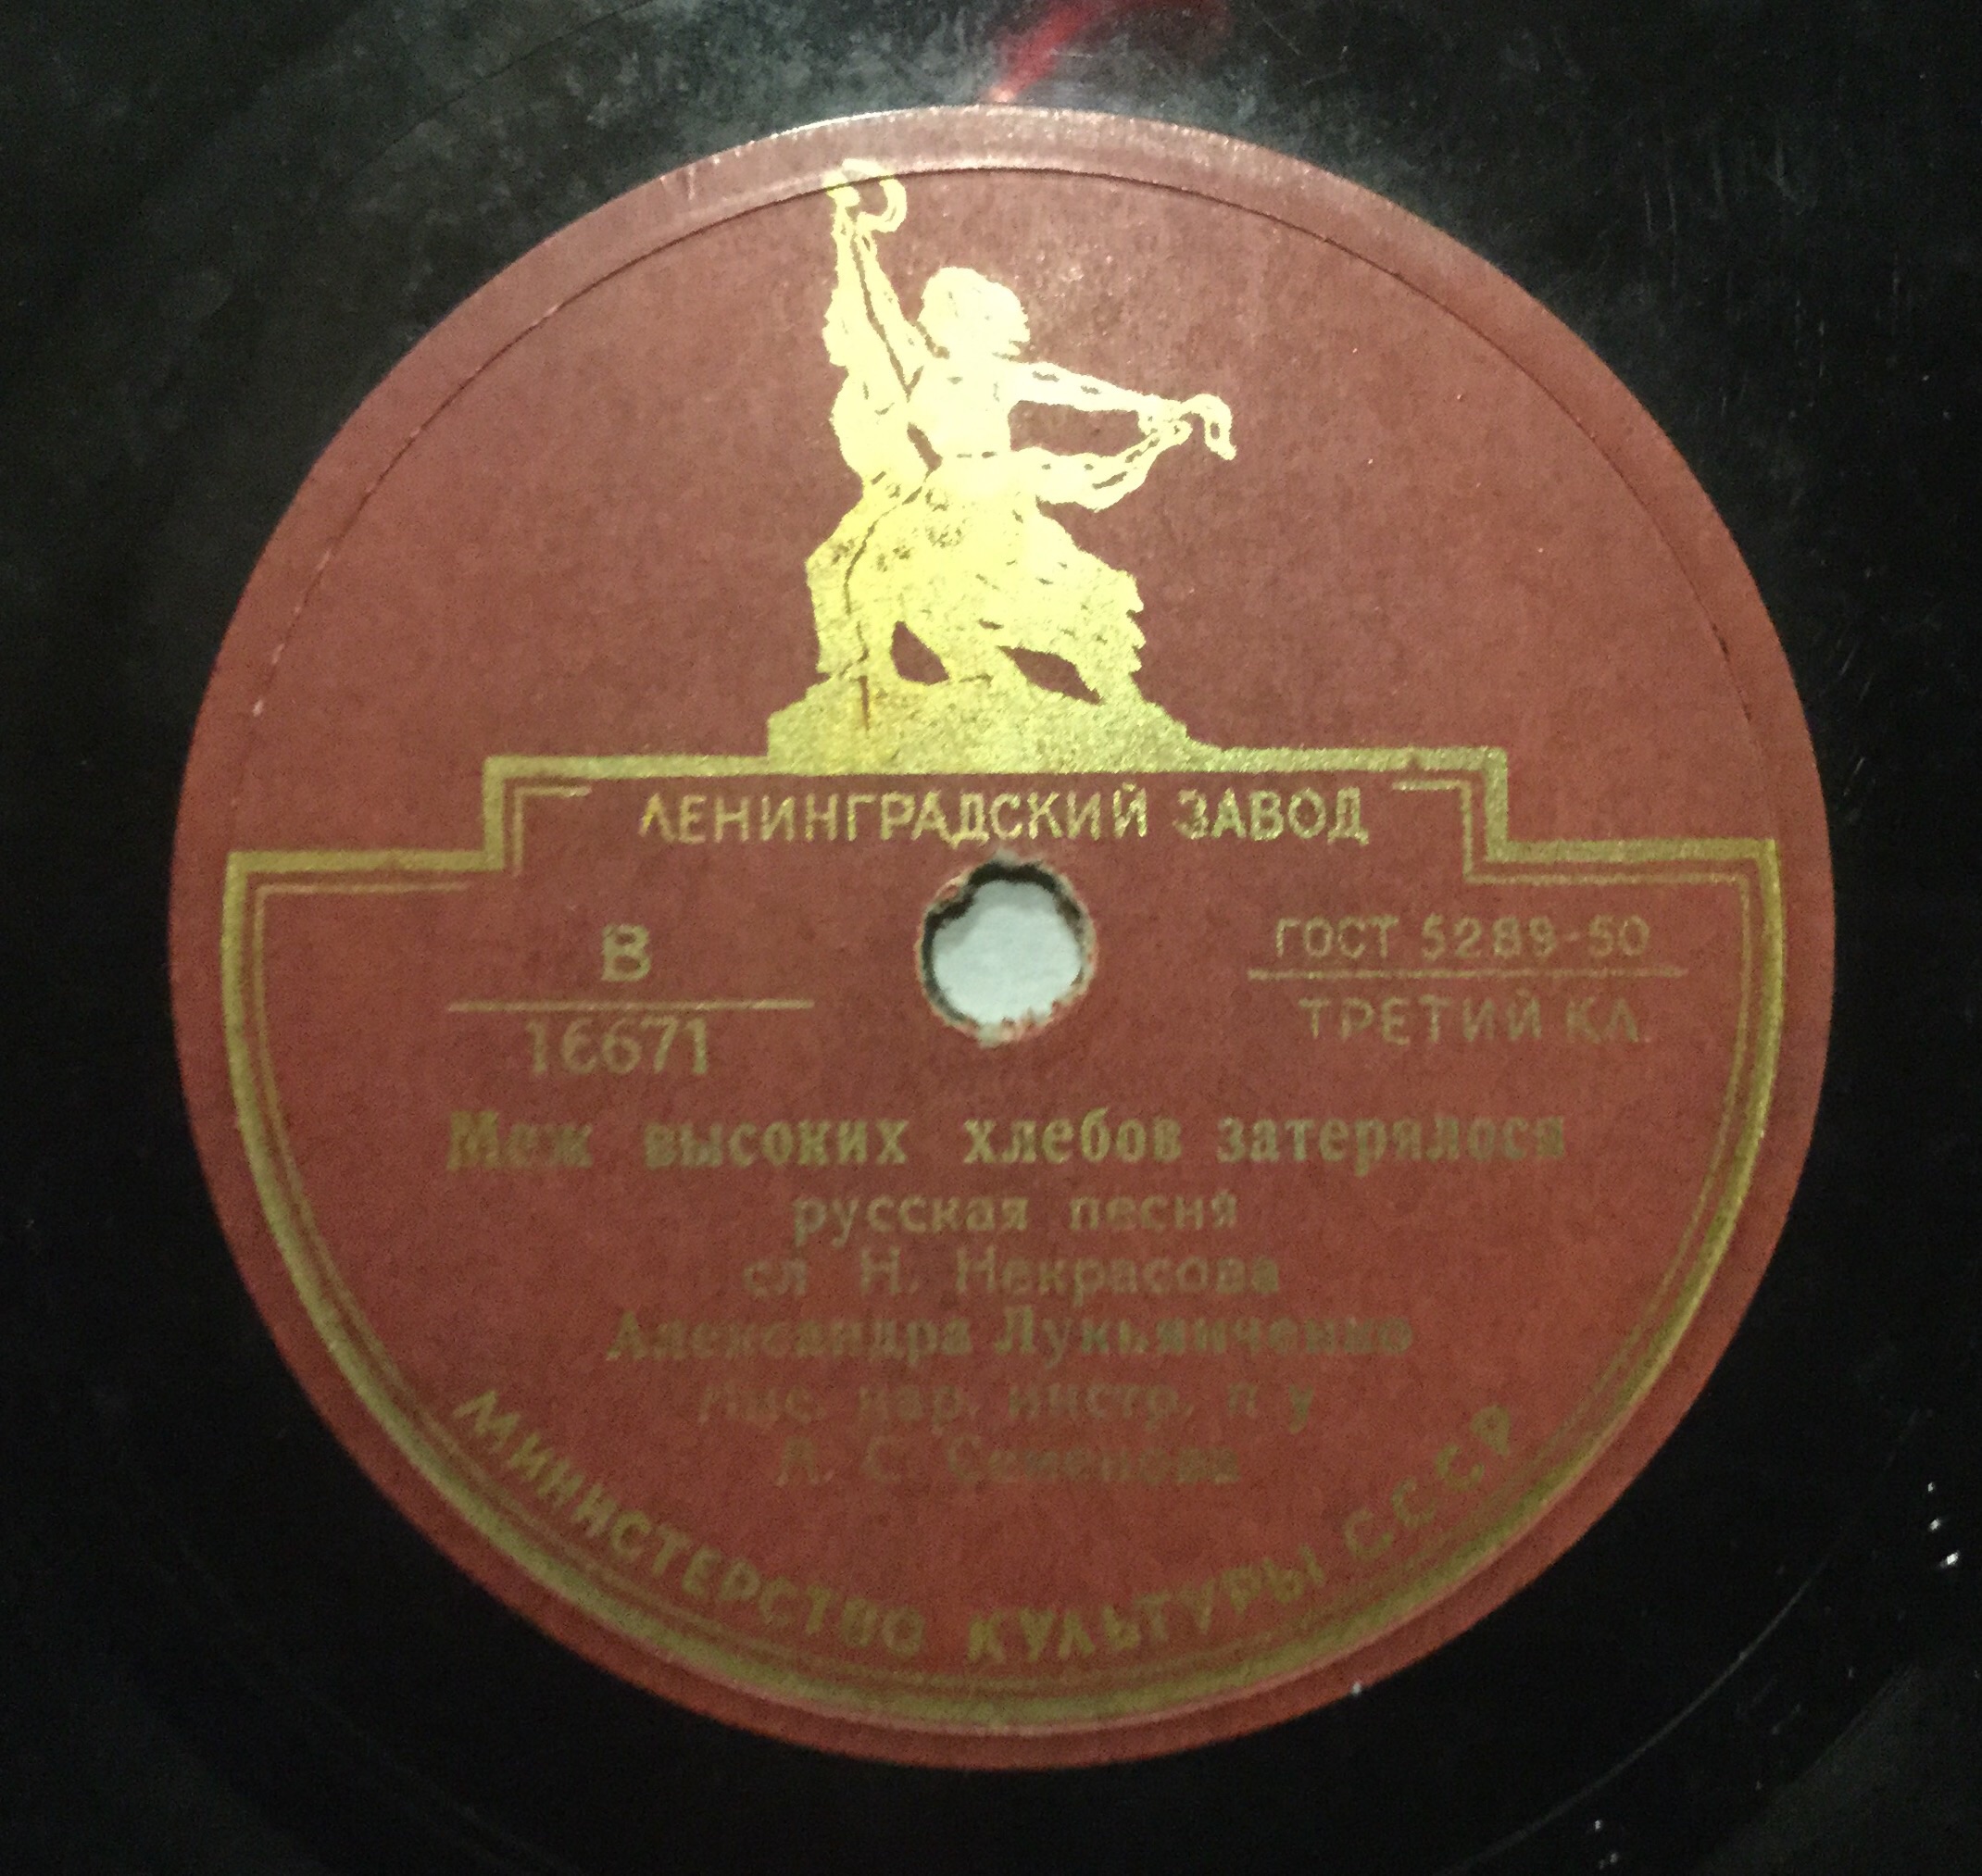 ЛЕНИНГРАДСКИЙ ЗАВОД
В
16671
ГОСТ 5289-50
ТРЕТИЙ КЛ.
Меж высоких хлебов затерялося
русская песня
сл Н. Некрасова
Александра Лукьянченко
нар. инстр. п у
А. С Семенова
МИНИСТЕРСТВО КУЛЬТУРЫ СССР